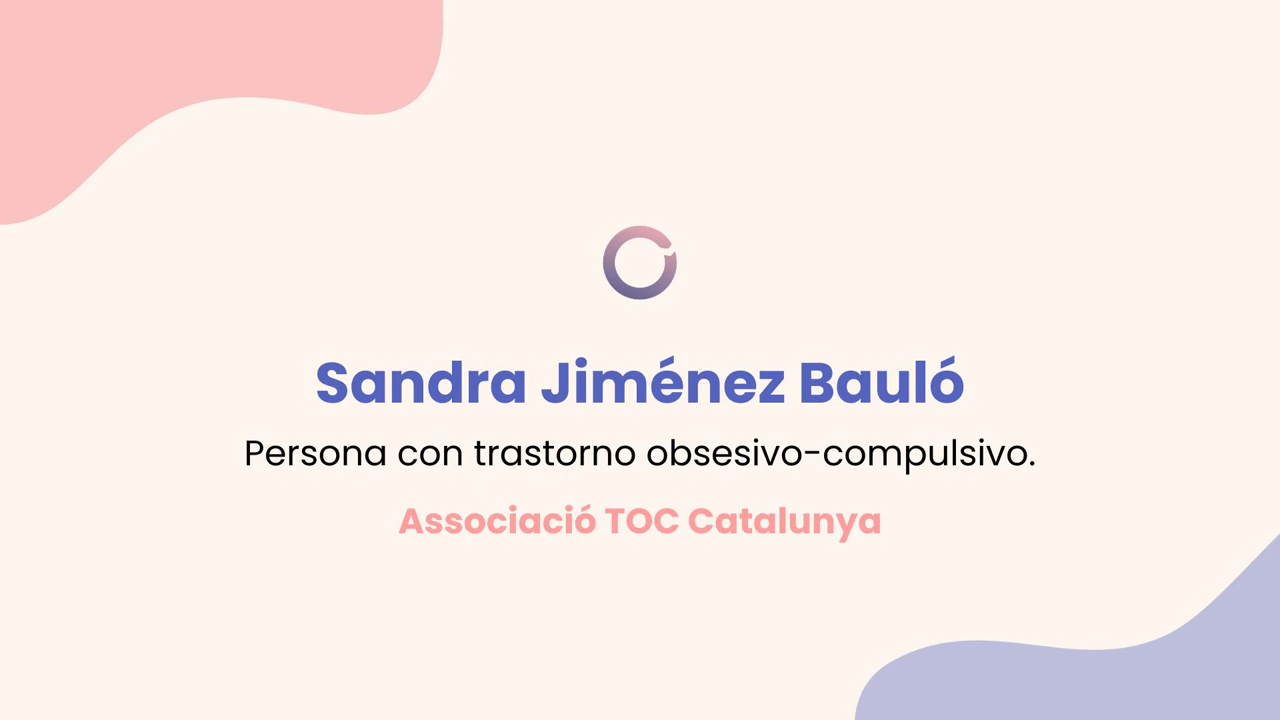 Sandra Jiménez Bauló
Persona con trastorno obsesivo-compulsivo.
Associació TOC Catalunya